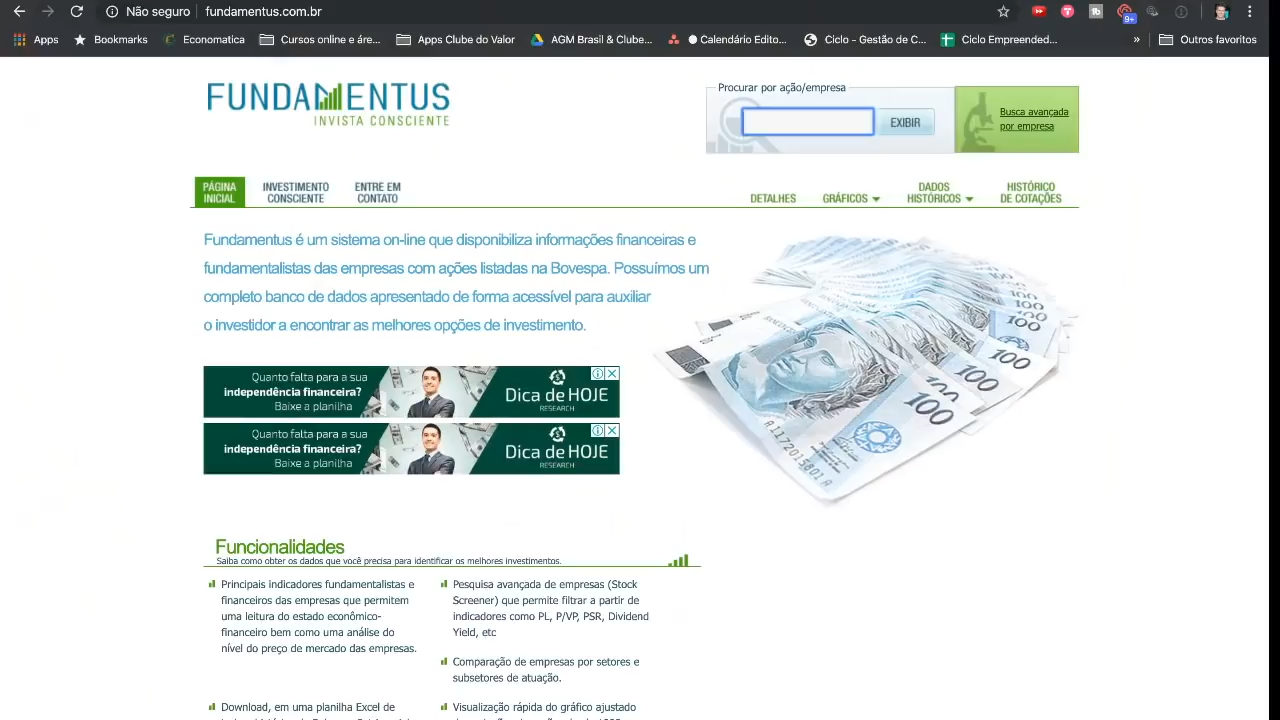 Não seguro
fundamentus.com.br
9+
Apps
Bookmarks
Economatica
Cursos online e áre...
Apps Clube do Valor
AGM Brasil & Clube...
Calendário Edito...
Ciclo - Gestão de C...
Ciclo Empreended...
»
Outros favoritos
FUNDAMENTUS
INVISTA CONSCIENTE
Procurar por ação/empresa
EXIBIR
Busca avançada
por empresa
PÁGINA
INICIAL
INVESTIMENTO
CONSCIENTE
ENTRE EM
CONTATO
DETALHES
GRÁFICOS
DADOS
HISTÓRICOS
HISTÓRICO
DE COTAÇÕES
Fundamentus é um sistema on-line que disponibiliza informações financeiras e
fundamentalistas das empresas com ações listadas na Bovespa. Possuímos um
completo banco de dados apresentado de forma acessível para auxiliar
o investidor a encontrar as melhores opções de investimento.
100
100
100
100
100
Quanto falta para a sua
independência financeira?
Baixe a planilha
Dica de HOJE
RESEARCH
Quanto falta para a sua
independência financeira?
Baixe a planilha
Dica de HOJE
RESEARCH
Funcionalidades
Saiba como obter os dados que você precisa para identificar os melhores investimentos.
Principais indicadores fundamentalistas e
financeiros das empresas que permitem
uma leitura do estado econômico-
financeiro bem como uma análise do
nível do preço de mercado das empresas.
Pesquisa avançada de empresas (Stock
Screener) que permite filtrar a partir de
indicadores como PL, P/VP, PSR, Dividend
Yield, etc
Comparação de empresas por setores e
subsetores de atuação.
Download, em uma planilha Excel de
Visualização rápida do gráfico ajustado